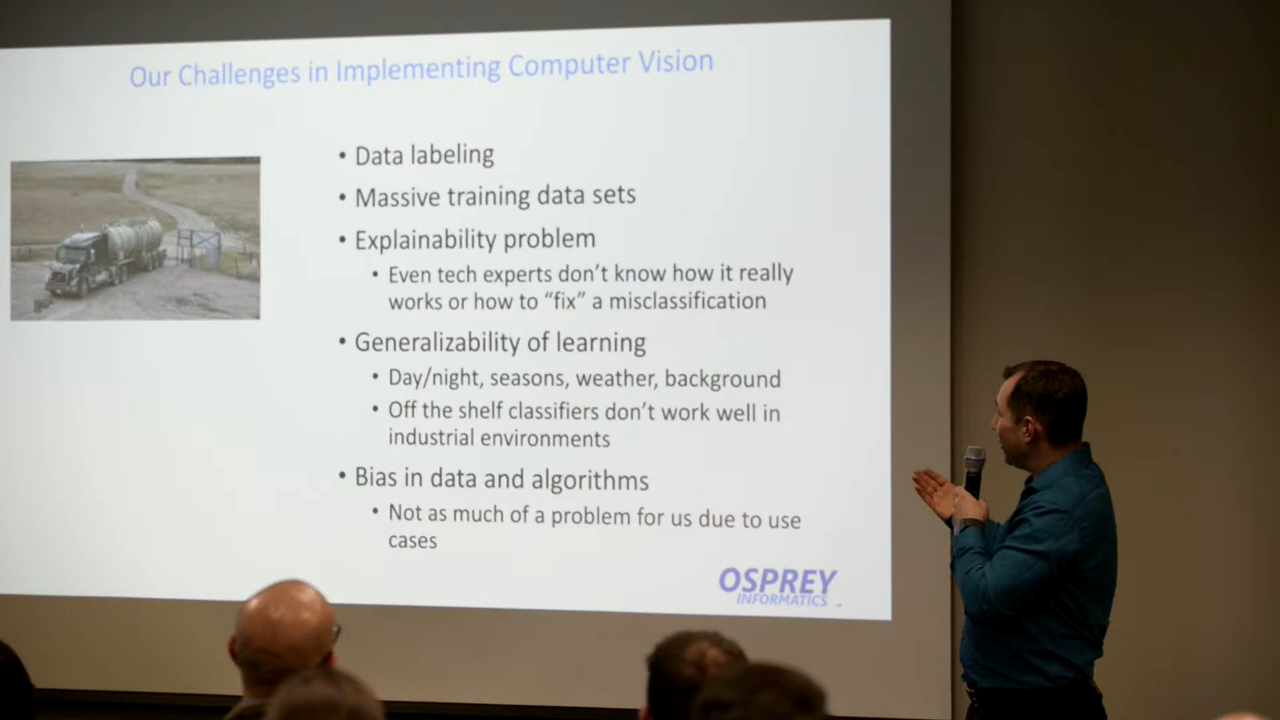 Our Challenges in Implementing Computer Vision
• Data labeling
• Massive training data sets
• Explainability problem
• Even tech experts don't know how it really
works or how to "fix" a misclassification
• Generalizability of learning
• Day/night, seasons, weather, background
• Off the shelf classifiers don't work well in
industrial environments
• Bias in data and algorithms
• Not as much of a problem for us due to use
cases
OSPREY
INFORMATICS